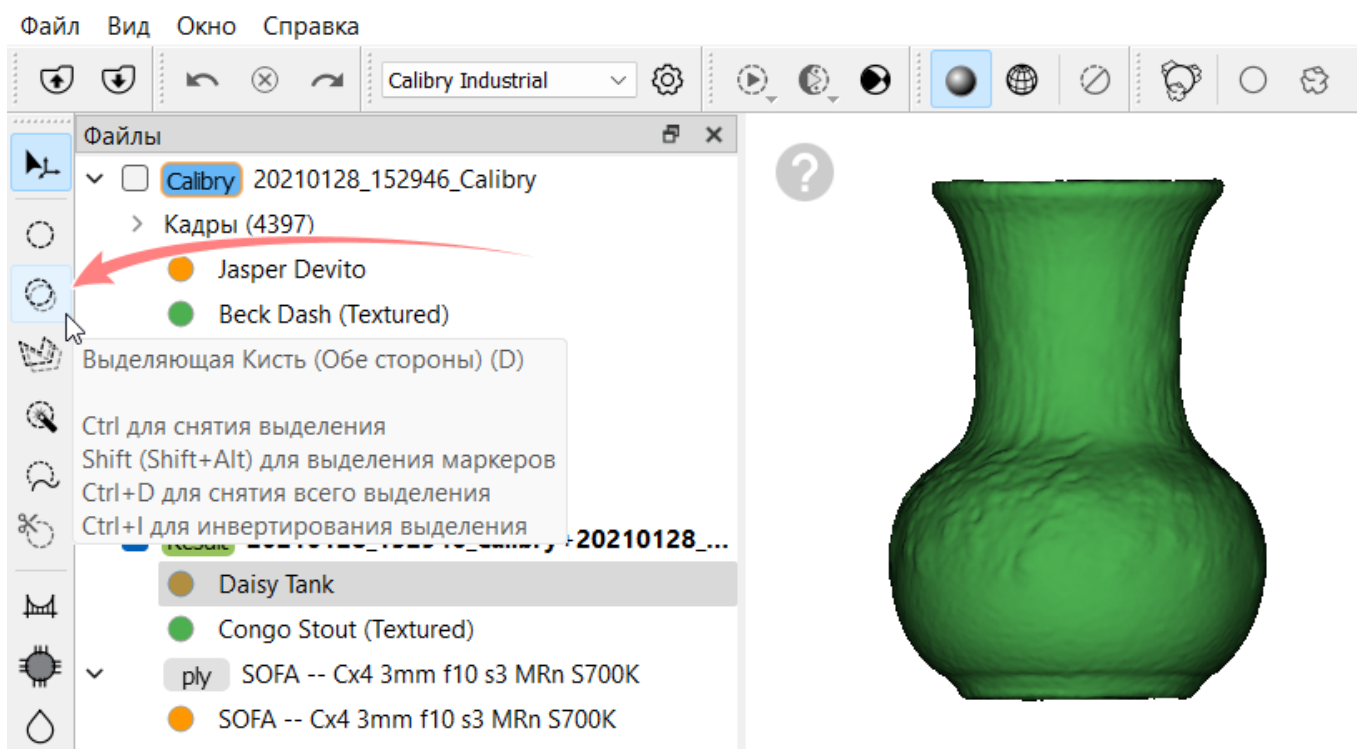 Файл Вид Окно Справка
Calibry Industrial
Файлы
Calibry 20210128_152946_Calibry
Кадры (4397)
Jasper Devito
Beck Dash (Textured)
Выделяющая Кисть (Обе стороны) (D)
Ctrl для снятия выделения
Shift (Shift+Alt) для выделения маркеров
Ctrl+D для снятия всего выделения
Ctrl+I для инвертирования выделения
Result 20210128_152946_Calibry+20210128_...
Daisy Tank
Congo Stout (Textured)
ply SOFA -- Cx4 3mm f10 s3 MRn S700K
SOFA -- Cx4 3mm f10 s3 MRn S700K
?